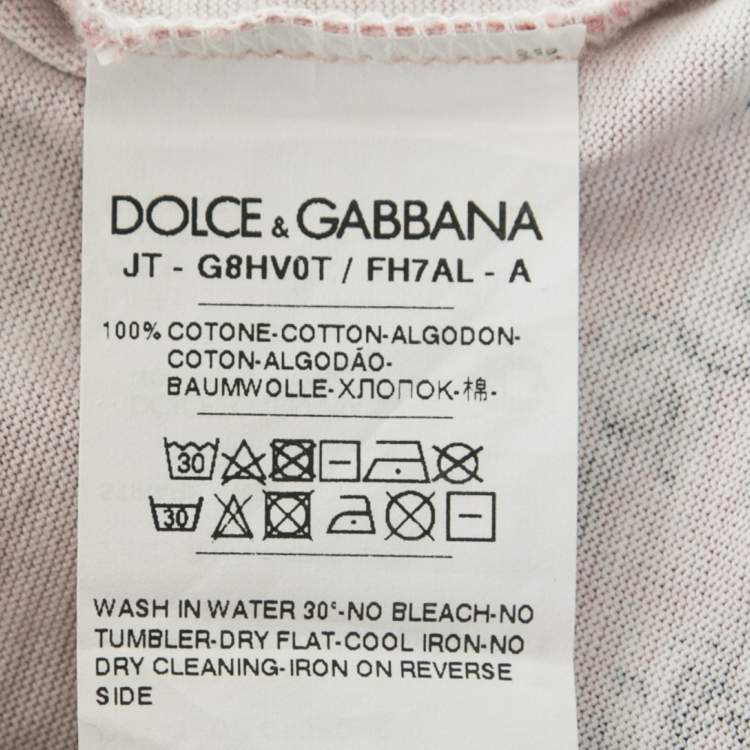 DOLCE & GABBANA
JT - G8HV0T / FH7AL - A
100% COTONE-COTTON-ALGODON-
COTON-ALGODÃO-
BAUMWOLLE-ХЛОПОК-棉-
30
30
WASH IN WATER 30°-NO BLEACH-NO
TUMBLER-DRY FLAT-COOL IRON-NO
DRY CLEANING-IRON ON REVERSE
SIDE